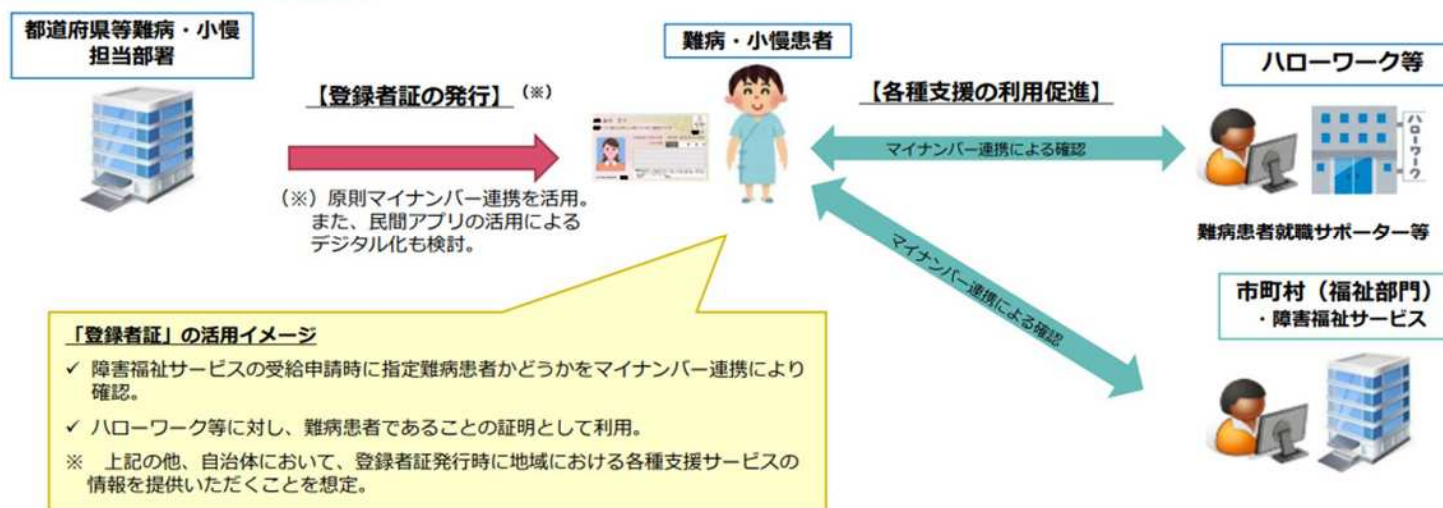 都道府県等難病・小慢
担当部署
【登録者証の発行】（※）
（※）原則マイナンバー連携を活用。
また、民間アプリの活用による
デジタル化も検討。
難病・小慢患者
【各種支援の利用促進】
マイナンバー連携による確認
マイナンバー連携による確認
ハローワーク等
ハローワーク
難病患者就職サポーター等
市町村（福祉部門）
・障害福祉サービス
「登録者証」の活用イメージ
✓ 障害福祉サービスの受給申請時に指定難病患者かどうかをマイナンバー連携により
確認。
✓ ハローワーク等に対し、難病患者であることの証明として利用。
※ 上記の他、自治体において、登録者証発行時に地域における各種支援サービスの
情報を提供いただくことを想定。